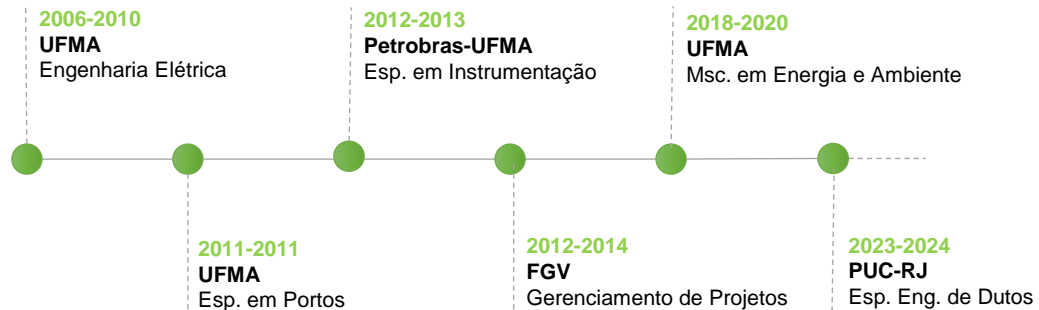 2006-2010
UFMA
Engenharia Elétrica
2011-2011
UFMA
Esp. em Portos
2012-2013
Petrobras-UFMA
Esp. em Instrumentação
2012-2014
FGV
Gerenciamento de Projetos
2018-2020
UFMA
Msc. em Energia e Ambiente
2023-2024
PUC-RJ
Esp. Eng. de Dutos